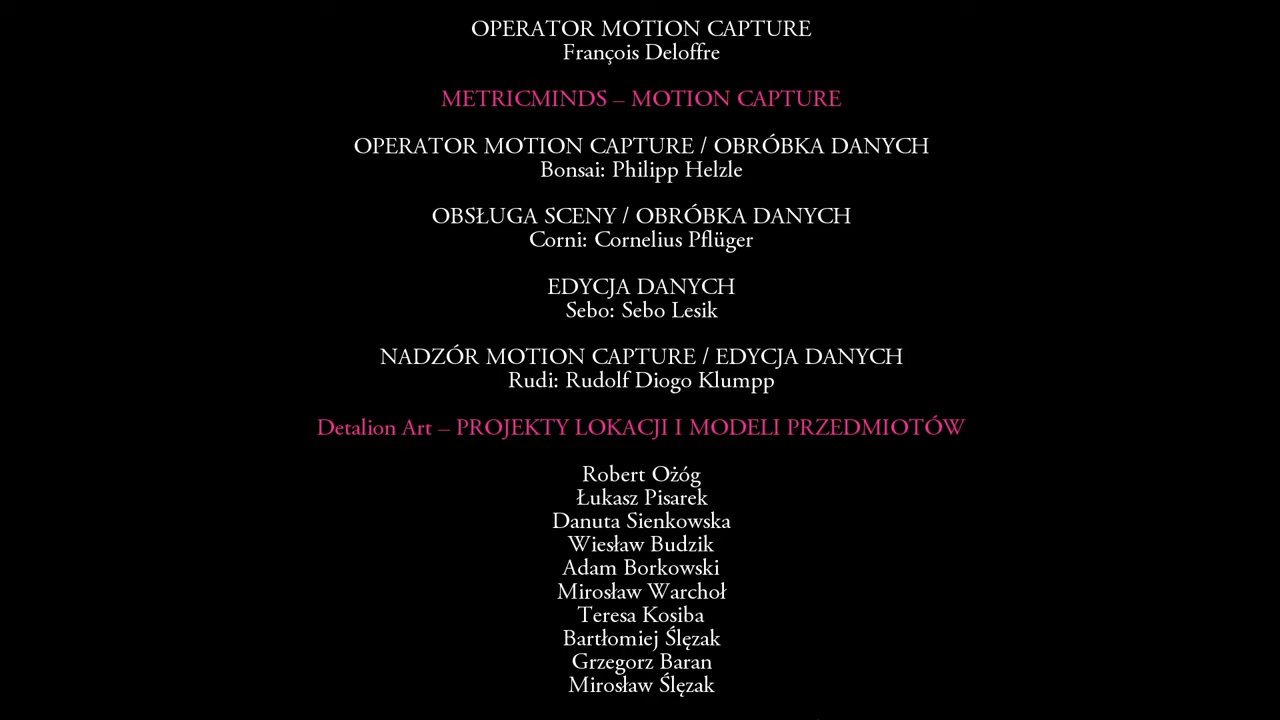 OPERATOR MOTION CAPTURE
François Deloffre
METRICMINDS – MOTION CAPTURE
OPERATOR MOTION CAPTURE / OBRÓBKA DANYCH
Bonsai: Philipp Helzle
OBSŁUGA SCENY / OBRÓBKA DANYCH
Corni: Cornelius Pflüger
EDYCJA DANYCH
Sebo: Sebo Lesik
NADZÓR MOTION CAPTURE / EDYCJA DANYCH
Rudi: Rudolf Diogo Klumpp
Detalion Art – PROJEKTY LOKACJI I MODELI PRZEDMIOTÓW
Robert Ożóg
Łukasz Pisarek
Danuta Sienkowska
Wiesław Budzik
Adam Borkowski
Mirosław Warchoł
Teresa Kosiba
Bartłomiej Ślęzak
Grzegorz Baran
Mirosław Ślęzak